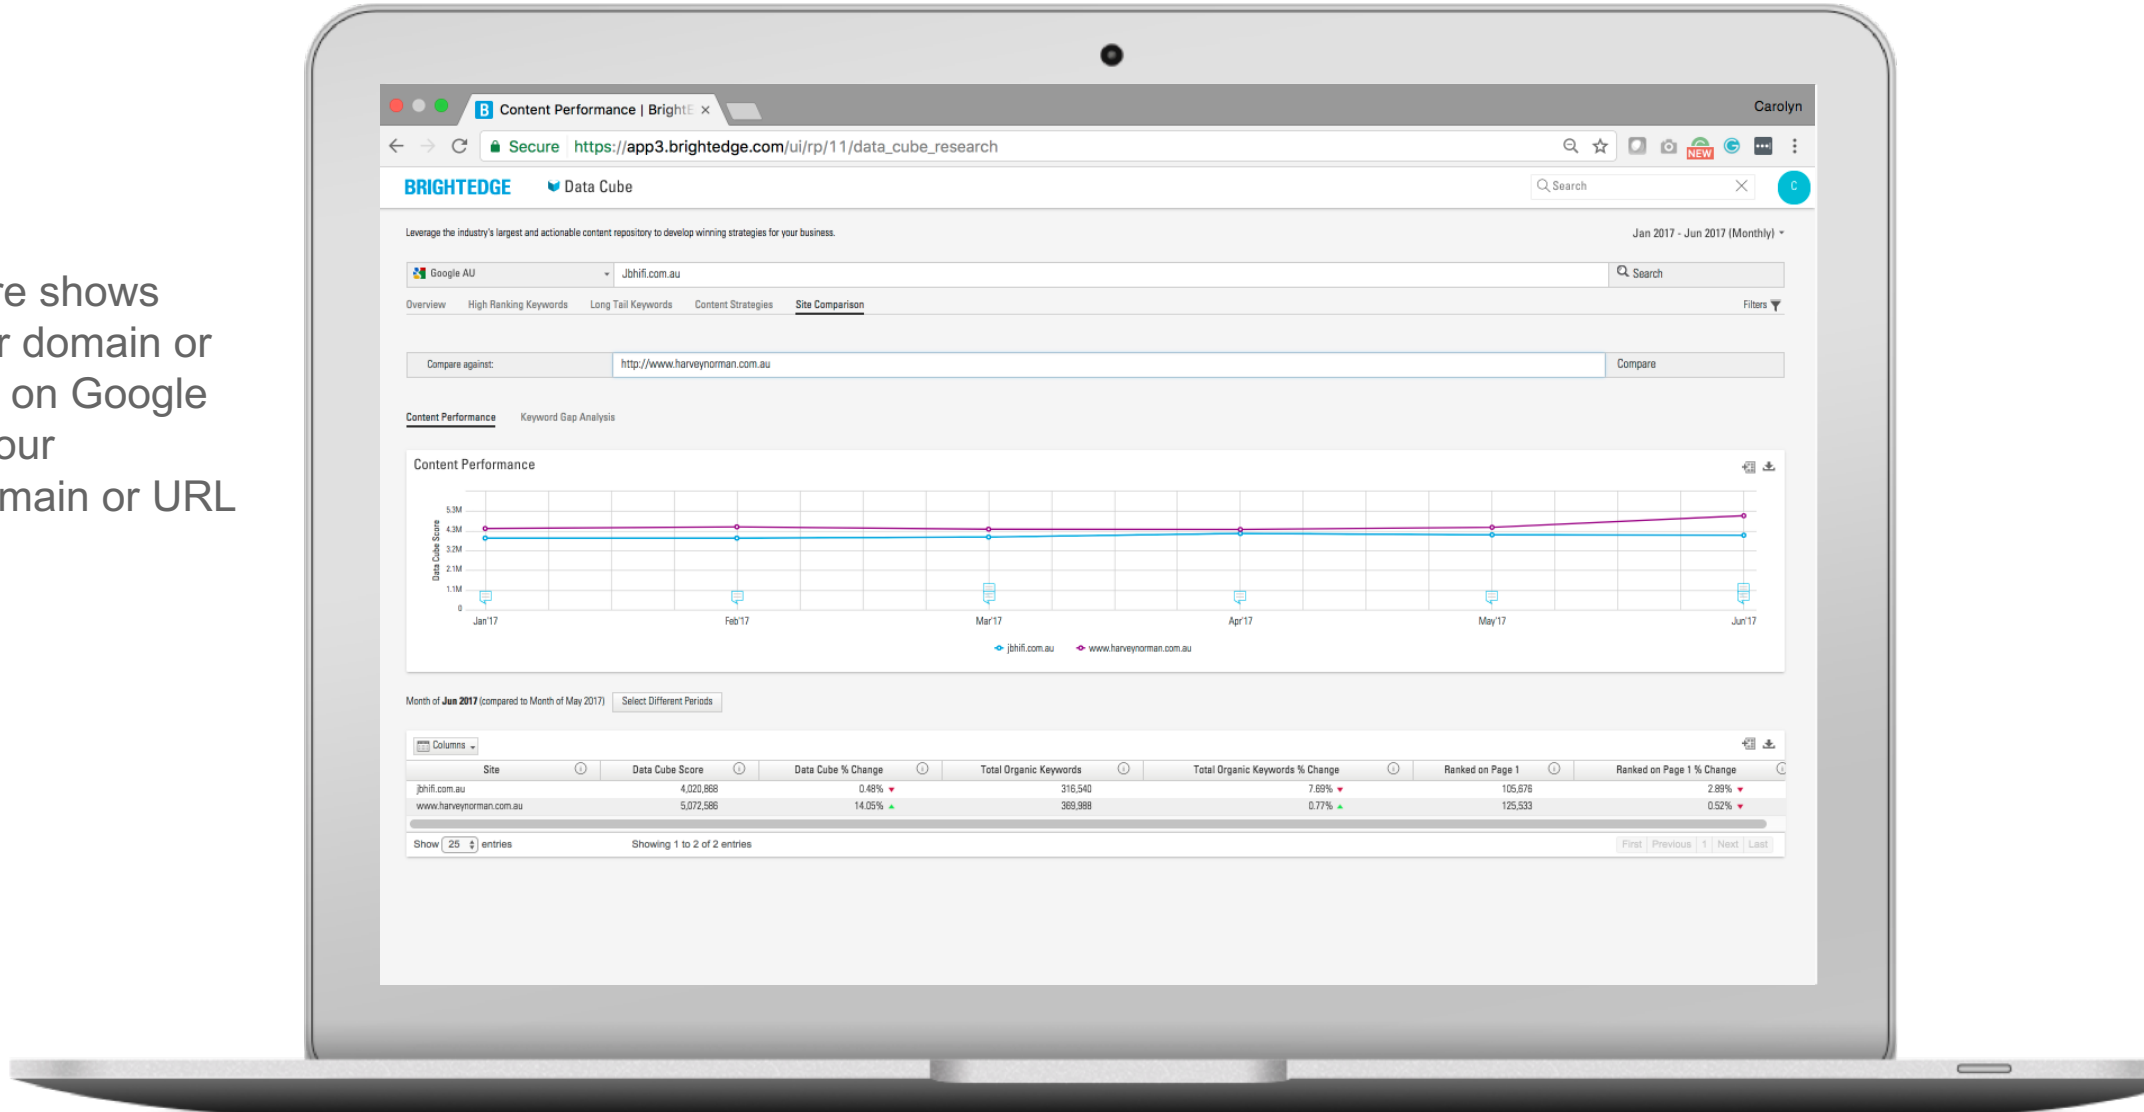 re shows
r domain or
on Google
our
main or URL
Content Performance | BrightE
Carolyn
Secure https://app3.brightedge.com/ui/rp/11/data_cube_research
NEW
BRIGHTEDGE Data Cube Search C
Leverage the industry's largest and actionable content repository to develop winning strategies for your business.
Jan 2017 - Jun 2017 (Monthly)
Google AU Jbhifi.com.au Search
Overview High Ranking Keywords Long Tail Keywords Content Strategies Site Comparison Filters
Compare against: http://www.harveynorman.com.au Compare
Content Performance Keyword Gap Analysis
Content Performance
Data Cube Score
5.3M
4.3M
3.2M
2.1M
1.1M
0
Jan'17 Feb'17 Mar'17 Apr'17 May'17 Jun'17
jbhifi.com.au www.harveynorman.com.au
Month of Jun 2017 (compared to Month of May 2017) Select Different Periods
Columns
Site Data Cube Score Data Cube % Change Total Organic Keywords Total Organic Keywords % Change Ranked on Page 1 Ranked on Page 1 % Change
jbhifi.com.au 4,020,868 0.48% 316,540 7.69% 105,676 2.89%
www.harveynorman.com.au 5,072,586 14.05% 369,988 0.77% 125,533 0.52%
Show 25 entries Showing 1 to 2 of 2 entries First Previous 1 Next Last